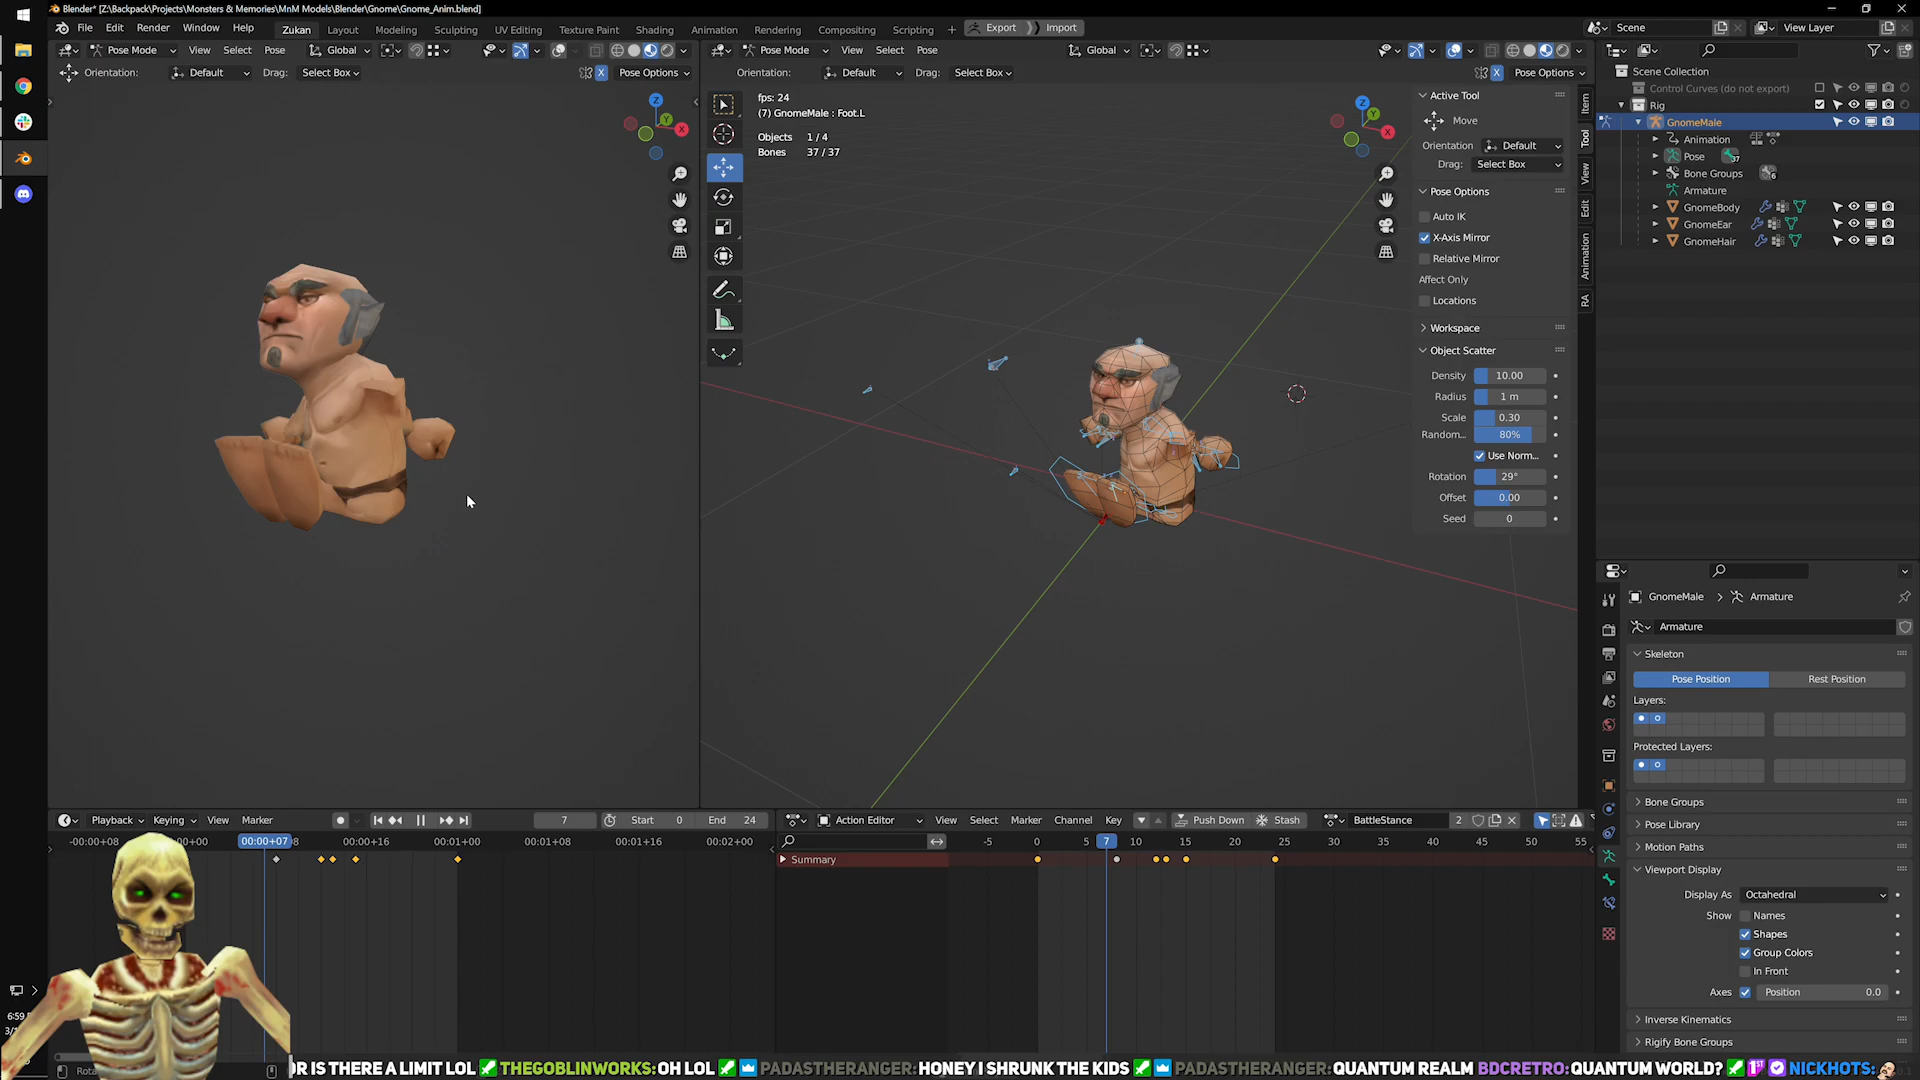 Blender* [Z:\Backpack\Projects\Monsters & Memories\MnM Models\Blender\Gnome\Gnome_Anim.blend]
File Edit Render Window Help Zukan Layout Modeling Sculpting UV Editing Texture Paint Shading Animation Rendering Compositing Scripting + Export Import Scene View Layer
Pose Mode View Select Pose Global
Pose Mode View Select Pose Global
Orientation: Default Drag: Select Box X Pose Options
Orientation: Default Drag: Select Box X Pose Options
Z Y X
fps: 24
(7) GnomeMale : Foot.L
Objects 1 / 4
Bones 37 / 37
Z Y X
Active Tool
Move
Orientation Default
Drag: Select Box
Pose Options
Auto IK
X-Axis Mirror
Relative Mirror
Affect Only
Locations
Workspace
Object Scatter
Density 10.00
Radius 1 m
Scale 0.30
Random... 80%
Use Norm...
Rotation 29°
Offset 0.00
Seed 0
Item
Tool
View
Edit
Animation
RA
Scene Collection
Control Curves (do not export)
Rig
GnomeMale
Animation
Pose 37
Bone Groups 6
Armature
GnomeBody
GnomeEar
GnomeHair
GnomeMale > Armature
Armature
Skeleton
Pose Position Rest Position
Layers:
Protected Layers:
Bone Groups
Pose Library
Motion Paths
Viewport Display
Display As Octahedral
Show Names
Shapes
Group Colors
In Front
Axes Position 0.0
Inverse Kinematics
Rigify Bone Groups
Playback Keying View Marker 7 Start 0 End 24
-00:00+08 00:00+07 00:00+16 00:01+00 00:01+08 00:01+16 00:02+00
Action Editor View Select Marker Channel Key Push Down Stash BattleStance 2
-5 0 5 7 10 15 20 25 30 35 40 45 50 55
Summary
6:59
OR IS THERE A LIMIT LOL THEGOBLINWORKS: OH LOL PADASTHERANGER: HONEY I SHRUNK THE KIDS PADASTHERANGER: QUANTUM REALM BDCRETRO: QUANTUM WORLD? 1st NICKHOTS: